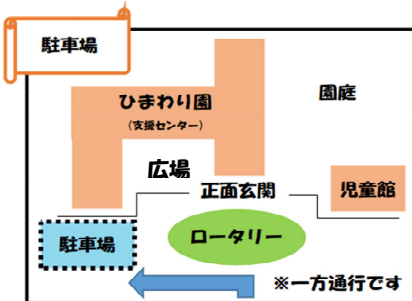 駐車場
ひまわり園
(支援センター)
園庭
広場
正面玄関
児童館
ロータリー
駐車場
※一方通行です